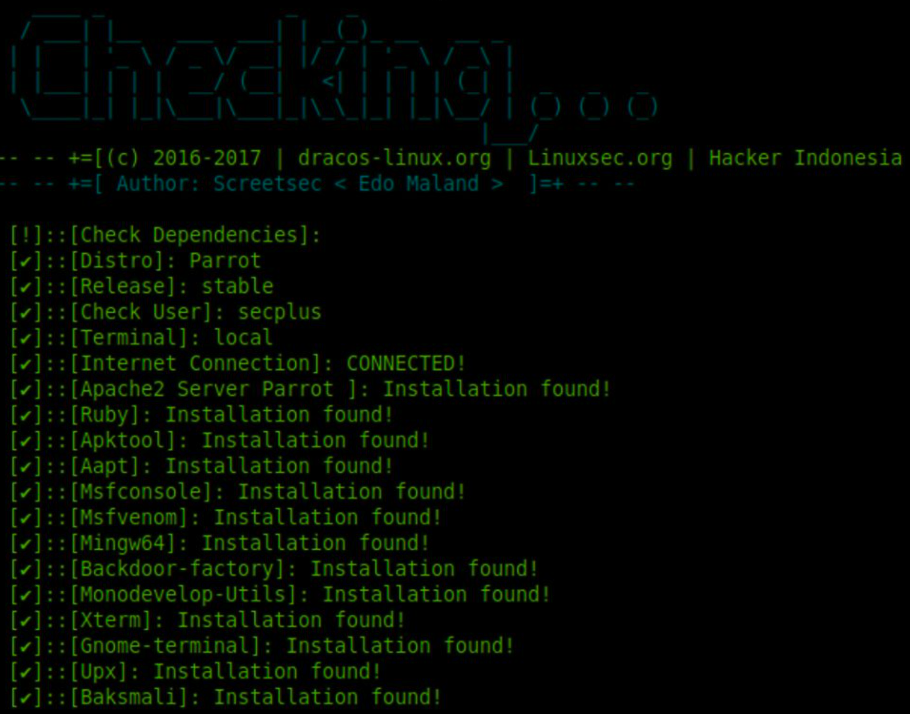 Checking...
-- -- +=[(c) 2016-2017 | dracos-linux.org | Linuxsec.org | Hacker Indonesia
-- -- +=[ Author: Screetsec < Edo Maland >  ]=+ -- --
[!]::[Check Dependencies]:
[✔]::[Distro]: Parrot
[✔]::[Release]: stable
[✔]::[Check User]: secplus
[✔]::[Terminal]: local
[✔]::[Internet Connection]: CONNECTED!
[✔]::[Apache2 Server Parrot ]: Installation found!
[✔]::[Ruby]: Installation found!
[✔]::[Apktool]: Installation found!
[✔]::[Aapt]: Installation found!
[✔]::[Msfconsole]: Installation found!
[✔]::[Msfvenom]: Installation found!
[✔]::[Mingw64]: Installation found!
[✔]::[Backdoor-factory]: Installation found!
[✔]::[Monodevelop-Utils]: Installation found!
[✔]::[Xterm]: Installation found!
[✔]::[Gnome-terminal]: Installation found!
[✔]::[Upx]: Installation found!
[✔]::[Baksmali]: Installation found!